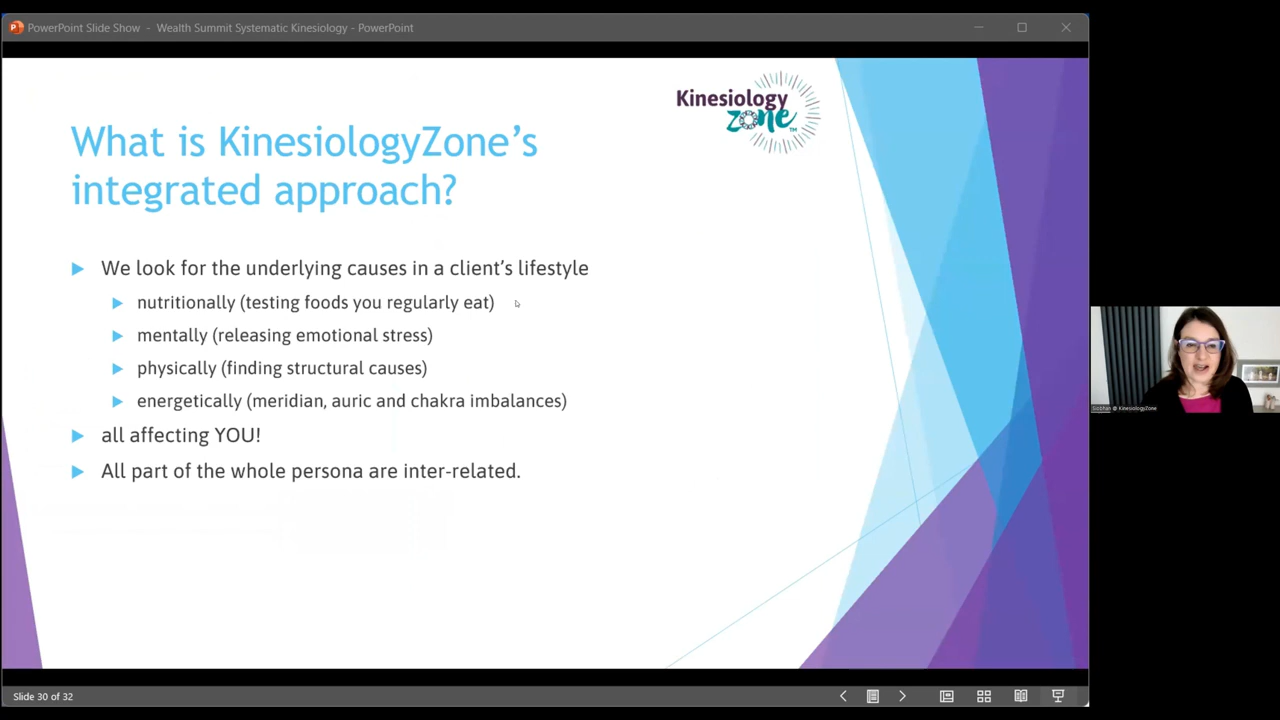 PowerPoint Slide Show - Wealth Summit Systematic Kinesiology - PowerPoint
Kinesiology
zone™
What is KinesiologyZone's
integrated approach?
We look for the underlying causes in a client's lifestyle
nutritionally (testing foods you regularly eat)
mentally (releasing emotional stress)
physically (finding structural causes)
energetically (meridian, auric and chakra imbalances)
all affecting YOU!
All part of the whole persona are inter-related.
Siobhan @ KinesiologyZone
Slide 30 of 32